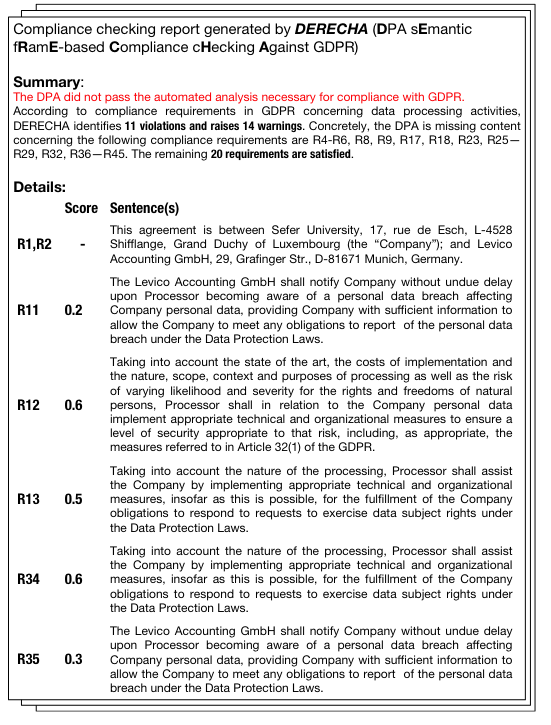 Compliance checking report generated by DERECHA (DPA sEmantic
fRamE-based Compliance cHecking Against GDPR)
Summary:
The DPA did not pass the automated analysis necessary for compliance with GDPR.
According to compliance requirements in GDPR concerning data processing activities,
DERECHA identifies 11 violations and raises 14 warnings. Concretely, the DPA is missing content
concerning the following compliance requirements are R4-R6, R8, R9, R17, R18, R23, R25—
R29, R32, R36—R45. The remaining 20 requirements are satisfied.
Details:
Score Sentence(s)
This agreement is between Sefer University, 17, rue de Esch, L-4528
R1,R2 - Shifflange, Grand Duchy of Luxembourg (the “Company”); and Levico
Accounting GmbH, 29, Grafinger Str., D-81671 Munich, Germany.
The Levico Accounting GmbH shall notify Company without undue delay
upon Processor becoming aware of a personal data breach affecting
R11 0.2 Company personal data, providing Company with sufficient information to
allow the Company to meet any obligations to report of the personal data
breach under the Data Protection Laws.
Taking into account the state of the art, the costs of implementation and
the nature, scope, context and purposes of processing as well as the risk
of varying likelihood and severity for the rights and freedoms of natural
R12 0.6 persons, Processor shall in relation to the Company personal data
implement appropriate technical and organizational measures to ensure a
level of security appropriate to that risk, including, as appropriate, the
measures referred to in Article 32(1) of the GDPR.
Taking into account the nature of the processing, Processor shall assist
the Company by implementing appropriate technical and organizational
R13 0.5 measures, insofar as this is possible, for the fulfillment of the Company
obligations to respond to requests to exercise data subject rights under
the Data Protection Laws.
Taking into account the nature of the processing, Processor shall assist
the Company by implementing appropriate technical and organizational
R34 0.6 measures, insofar as this is possible, for the fulfillment of the Company
obligations to respond to requests to exercise data subject rights under
the Data Protection Laws.
The Levico Accounting GmbH shall notify Company without undue delay
upon Processor becoming aware of a personal data breach affecting
R35 0.3 Company personal data, providing Company with sufficient information to
allow the Company to meet any obligations to report of the personal data
breach under the Data Protection Laws.